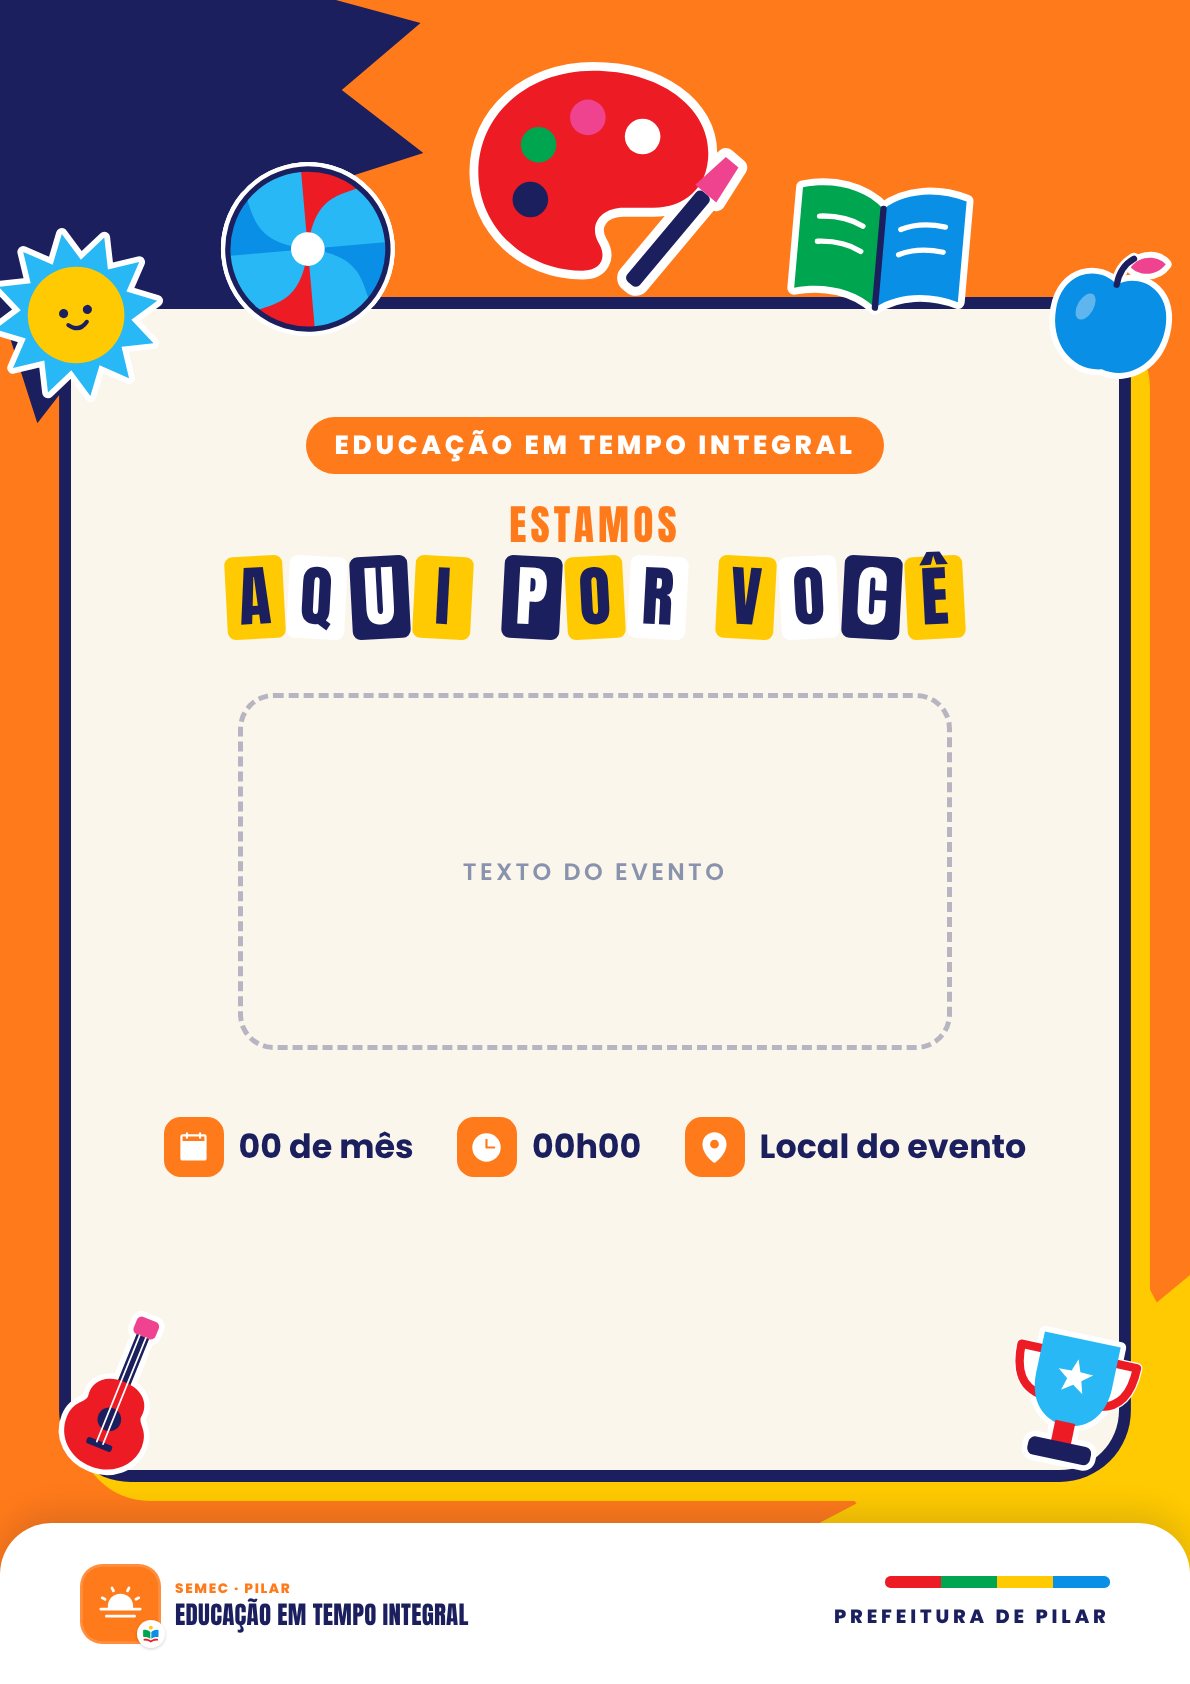 EDUCAÇÃO EM TEMPO INTEGRAL
ESTAMOS
AQUI POR VOCÊ
TEXTO DO EVENTO
00 de mês 00h00 Local do evento
SEMEC · PILAR
EDUCAÇÃO EM TEMPO INTEGRAL
PREFEITURA DE PILAR